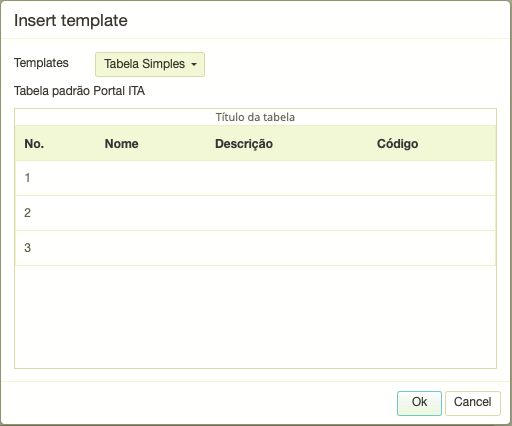 Insert template
Templates Tabela Simples
Tabela padrão Portal ITA
Título da tabela
No. Nome Descrição Código
1
2
3
Ok Cancel